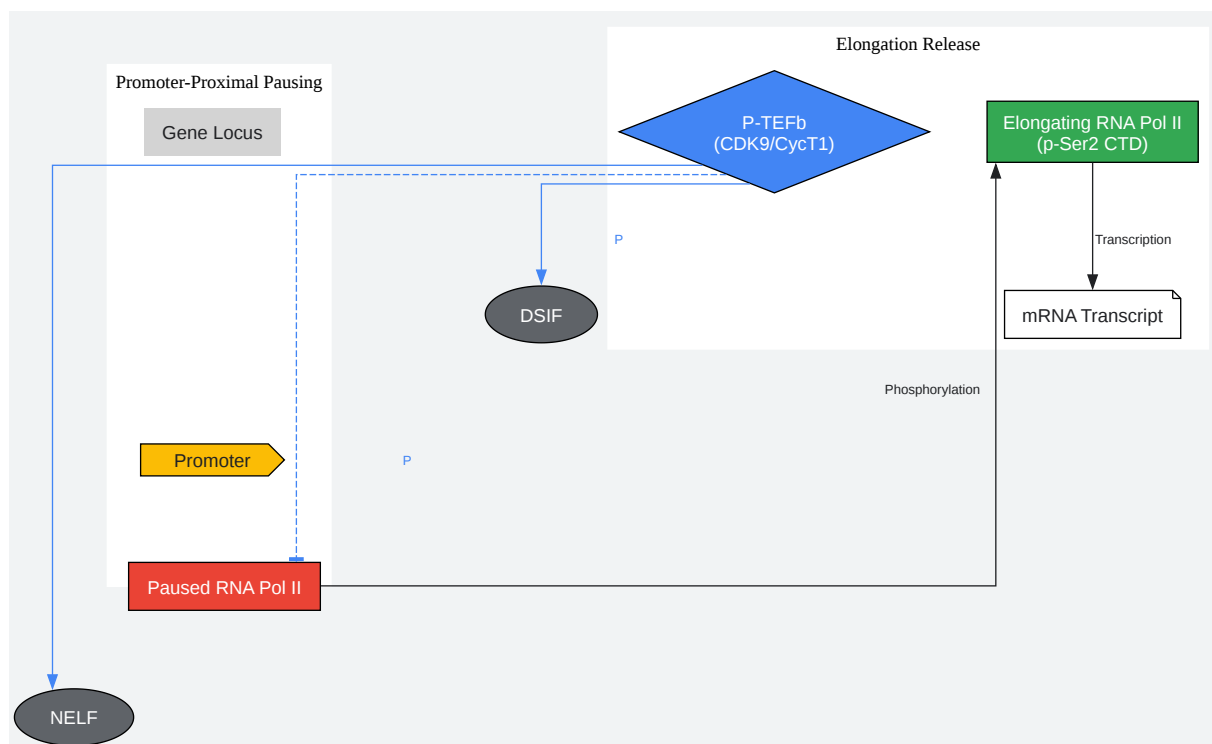 Elongation Release
Promoter-Proximal Pausing
Gene Locus
P-TEFb
(CDK9/CycT1)
Elongating RNA Pol II
(p-Ser2 CTD)
P
Transcription
DSIF
mRNA Transcript
Phosphorylation
Promoter
P
Paused RNA Pol II
NELF